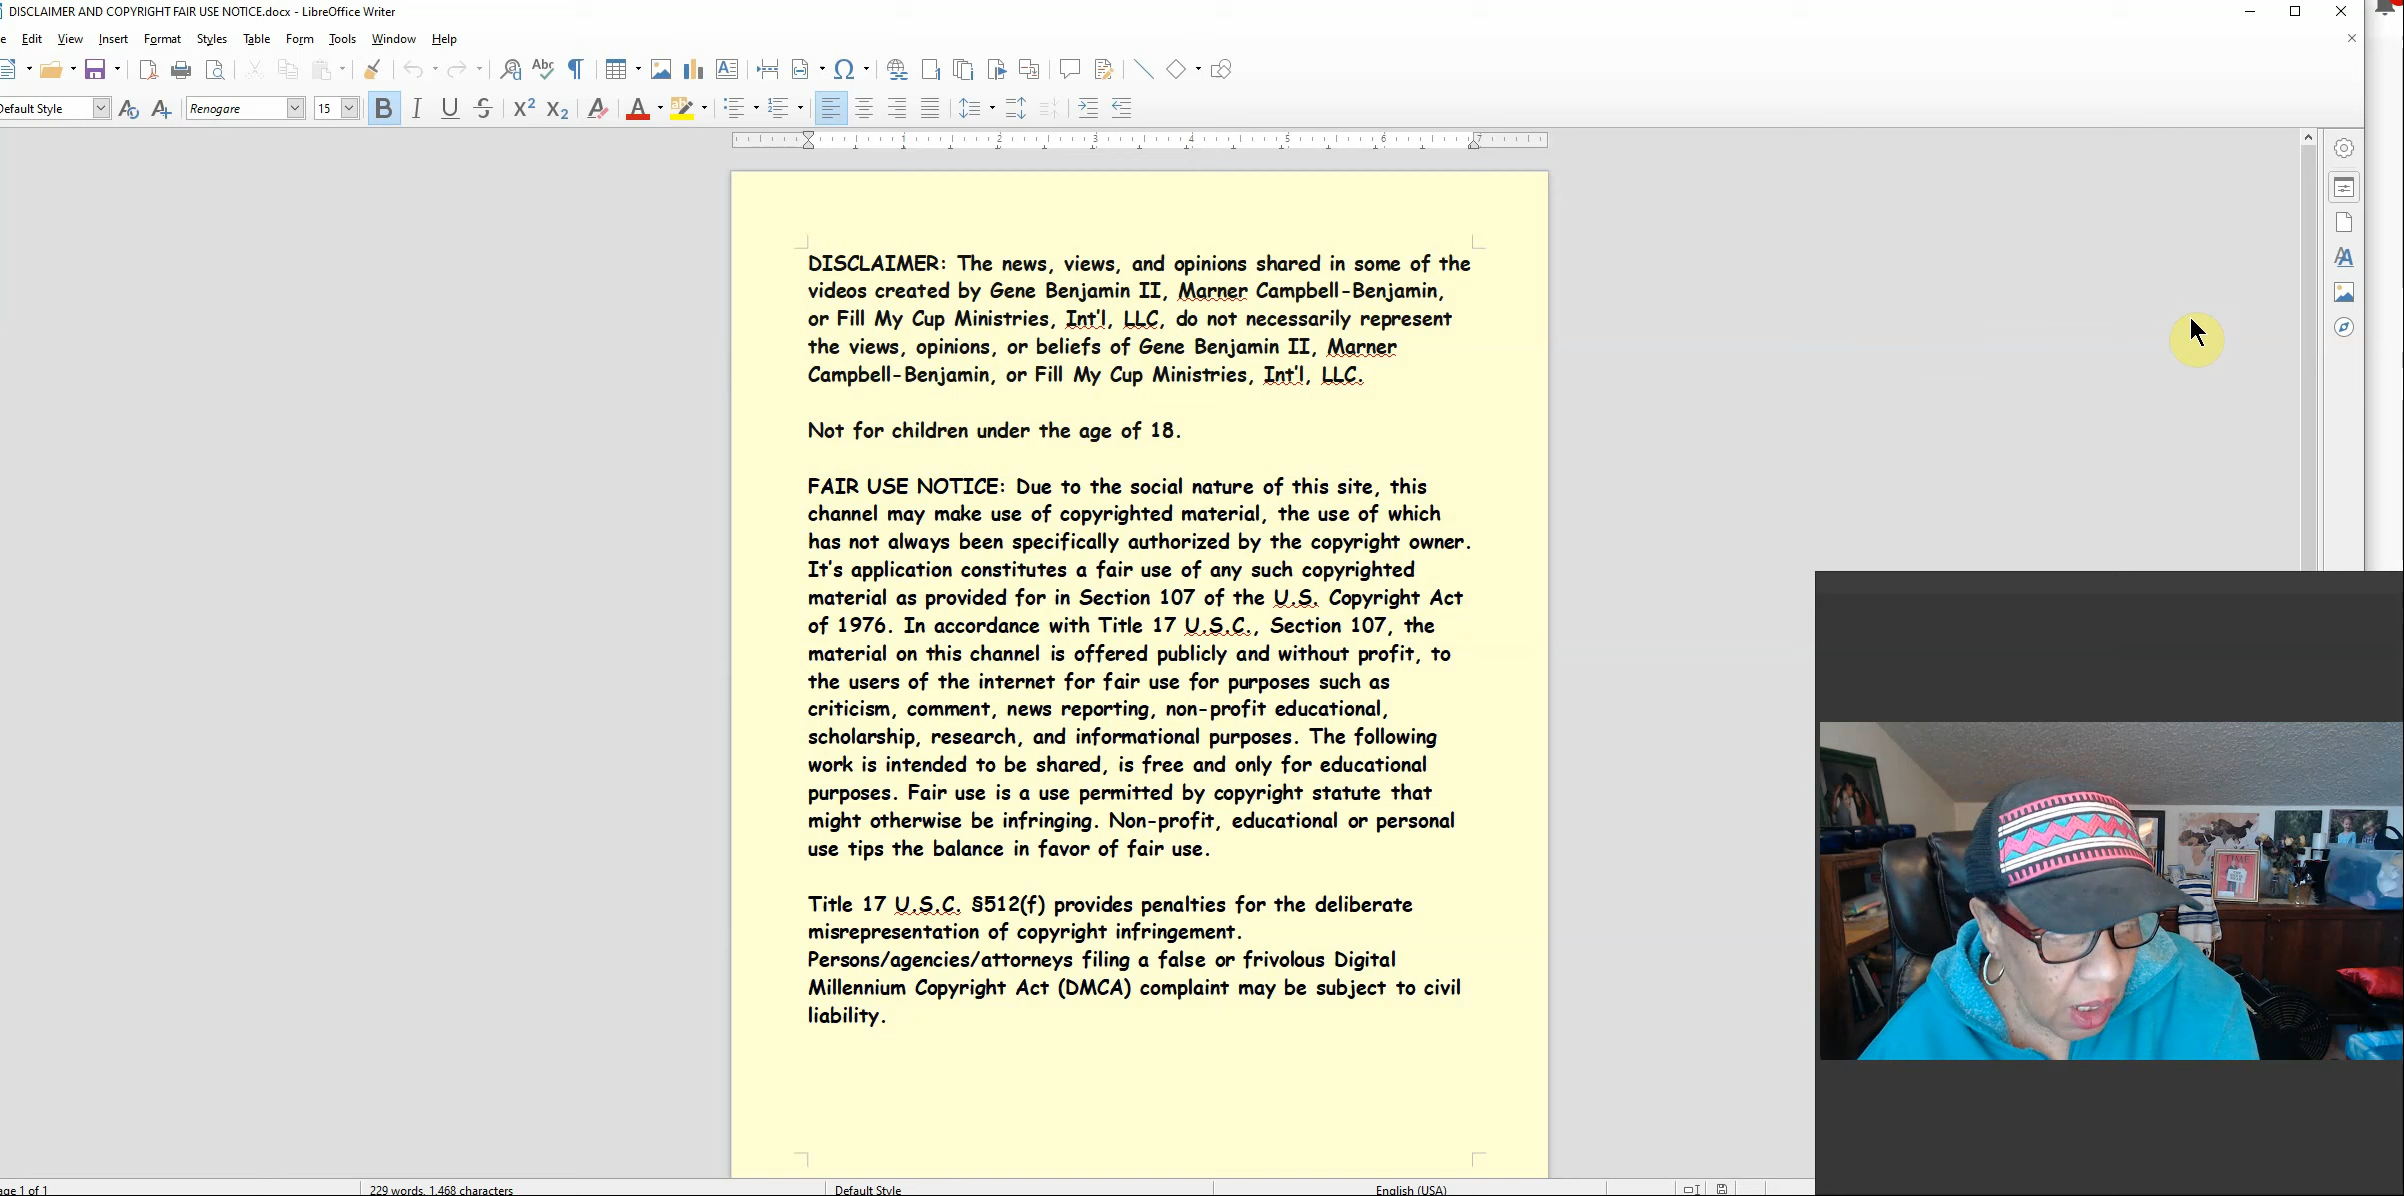 DISCLAIMER AND COPYRIGHT FAIR USE NOTICE.docx - LibreOffice Writer
Edit View Insert Format Styles Table Form Tools Window Help
Default Style Renogare 15
1 2 3 4 5 6 7
DISCLAIMER: The news, views, and opinions shared in some of the
videos created by Gene Benjamin II, Marner Campbell-Benjamin,
or Fill My Cup Ministries, Int'l, LLC, do not necessarily represent
the views, opinions, or beliefs of Gene Benjamin II, Marner
Campbell-Benjamin, or Fill My Cup Ministries, Int'l, LLC.
Not for children under the age of 18.
FAIR USE NOTICE: Due to the social nature of this site, this
channel may make use of copyrighted material, the use of which
has not always been specifically authorized by the copyright owner.
It's application constitutes a fair use of any such copyrighted
material as provided for in Section 107 of the U.S. Copyright Act
of 1976. In accordance with Title 17 U.S.C., Section 107, the
material on this channel is offered publicly and without profit, to
the users of the internet for fair use for purposes such as
criticism, comment, news reporting, non-profit educational,
scholarship, research, and informational purposes. The following
work is intended to be shared, is free and only for educational
purposes. Fair use is a use permitted by copyright statute that
might otherwise be infringing. Non-profit, educational or personal
use tips the balance in favor of fair use.
Title 17 U.S.C. §512(f) provides penalties for the deliberate
misrepresentation of copyright infringement.
Persons/agencies/attorneys filing a false or frivolous Digital
Millennium Copyright Act (DMCA) complaint may be subject to civil
liability.
TIME
age 1 of 1 229 words, 1,468 characters Default Style English (USA)